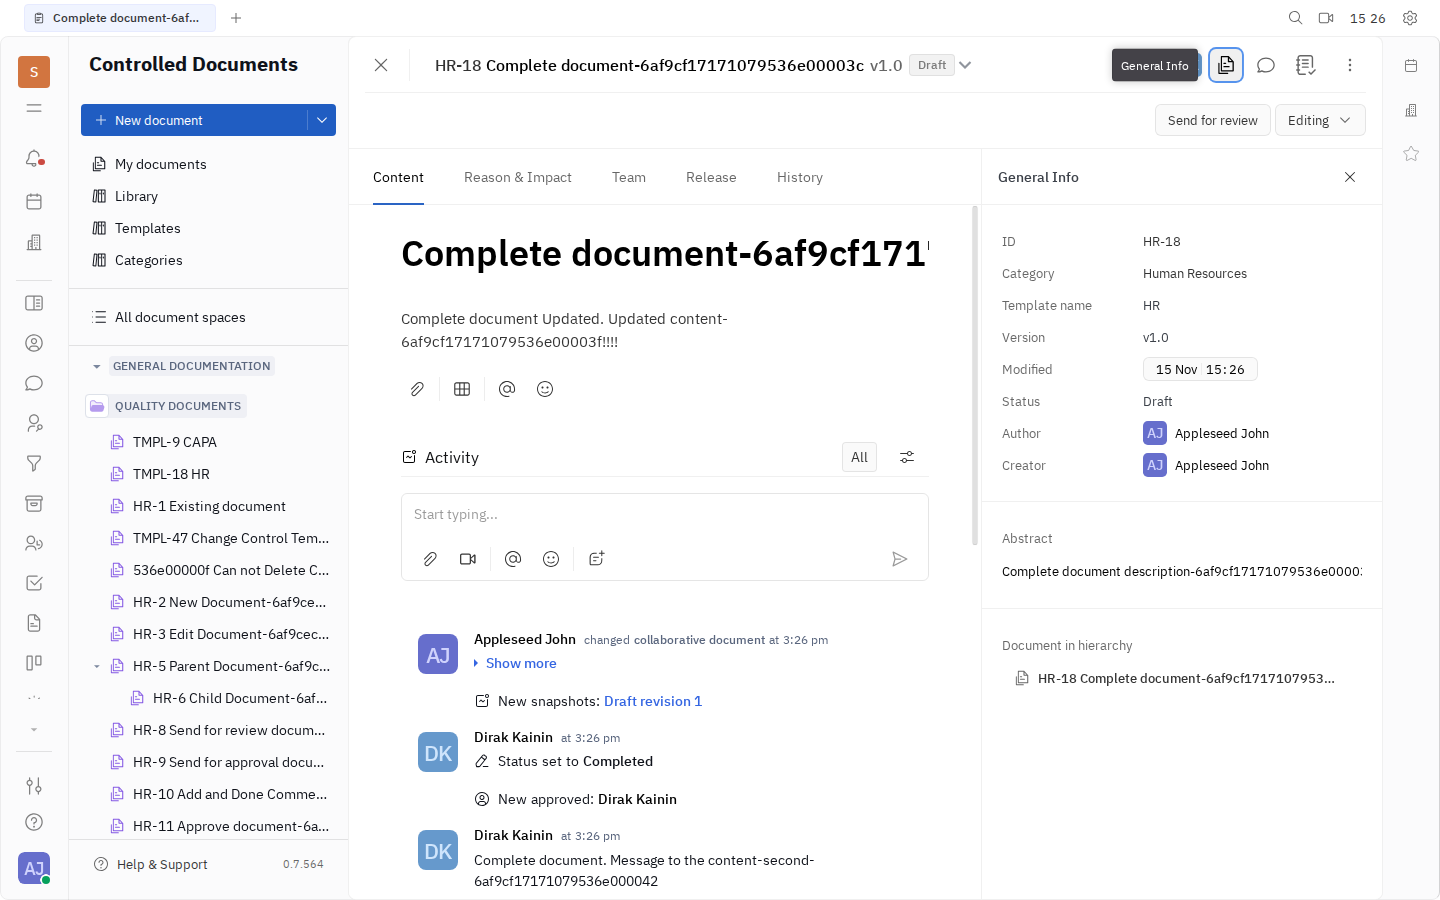 Complete document-6af...
15 26
S
Controlled Documents
New document
My documents
Library
Templates
Categories
All document spaces
GENERAL DOCUMENTATION
QUALITY DOCUMENTS
TMPL-9 CAPA
TMPL-18 HR
HR-1 Existing document
TMPL-47 Change Control Tem...
536e00000f Can not Delete C...
HR-2 New Document-6af9ce...
HR-3 Edit Document-6af9cec...
HR-5 Parent Document-6af9c...
HR-6 Child Document-6af...
HR-8 Send for review docum...
HR-9 Send for approval docu...
HR-10 Add and Done Comme...
HR-11 Approve document-6a...
Help & Support
0.7.564
AJ
HR-18 Complete document-6af9cf17171079536e00003c v1.0
Draft
General Info
Send for review
Editing
Content
Reason & Impact
Team
Release
History
Complete document-6af9cf171
Complete document Updated. Updated content-
6af9cf17171079536e00003f!!!!
Activity
All
Start typing...
AJ
Appleseed John changed collaborative document at 3:26 pm
Show more
New snapshots: Draft revision 1
DK
Dirak Kainin at 3:26 pm
Status set to Completed
New approved: Dirak Kainin
DK
Dirak Kainin at 3:26 pm
Complete document. Message to the content-second-
6af9cf17171079536e000042
General Info
ID HR-18
Category Human Resources
Template name HR
Version v1.0
Modified 15 Nov 15:26
Status Draft
Author AJ Appleseed John
Creator AJ Appleseed John
Abstract
Complete document description-6af9cf17171079536e0000
Document in hierarchy
HR-18 Complete document-6af9cf1717107953...